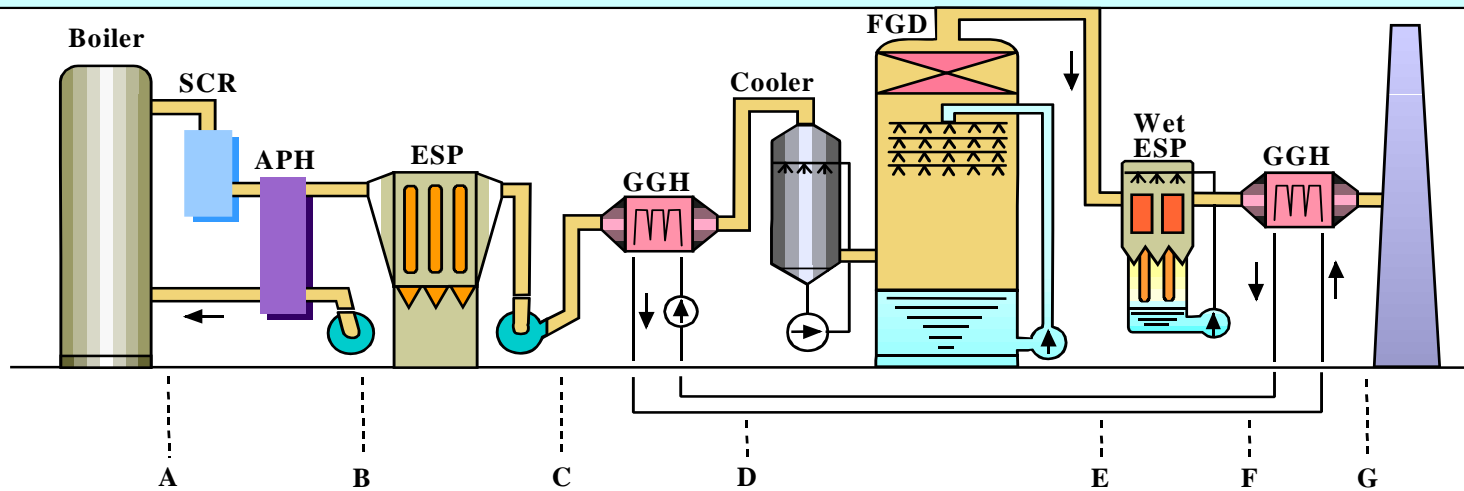 Boiler
SCR
APH
ESP
GGH
Cooler
FGD
Wet
ESP
GGH
A B C D E F G